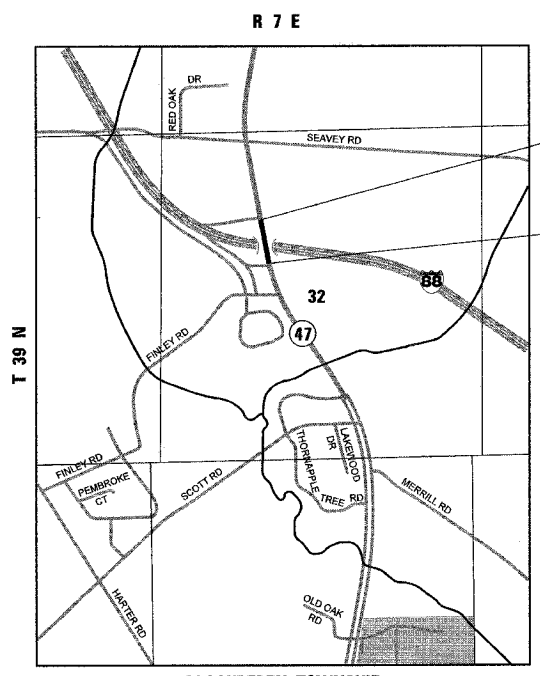 R 7 E
RED OAK DR
SEAVEY RD
88
32
47
T 39 N
FINLEY RD
THORNAPPLE TREE RD
LAKEWOOD DR
FINLEY RD
PEMBROKE CT
SCOTT RD
MERRILL RD
HARTER RD
OLD OAK RD